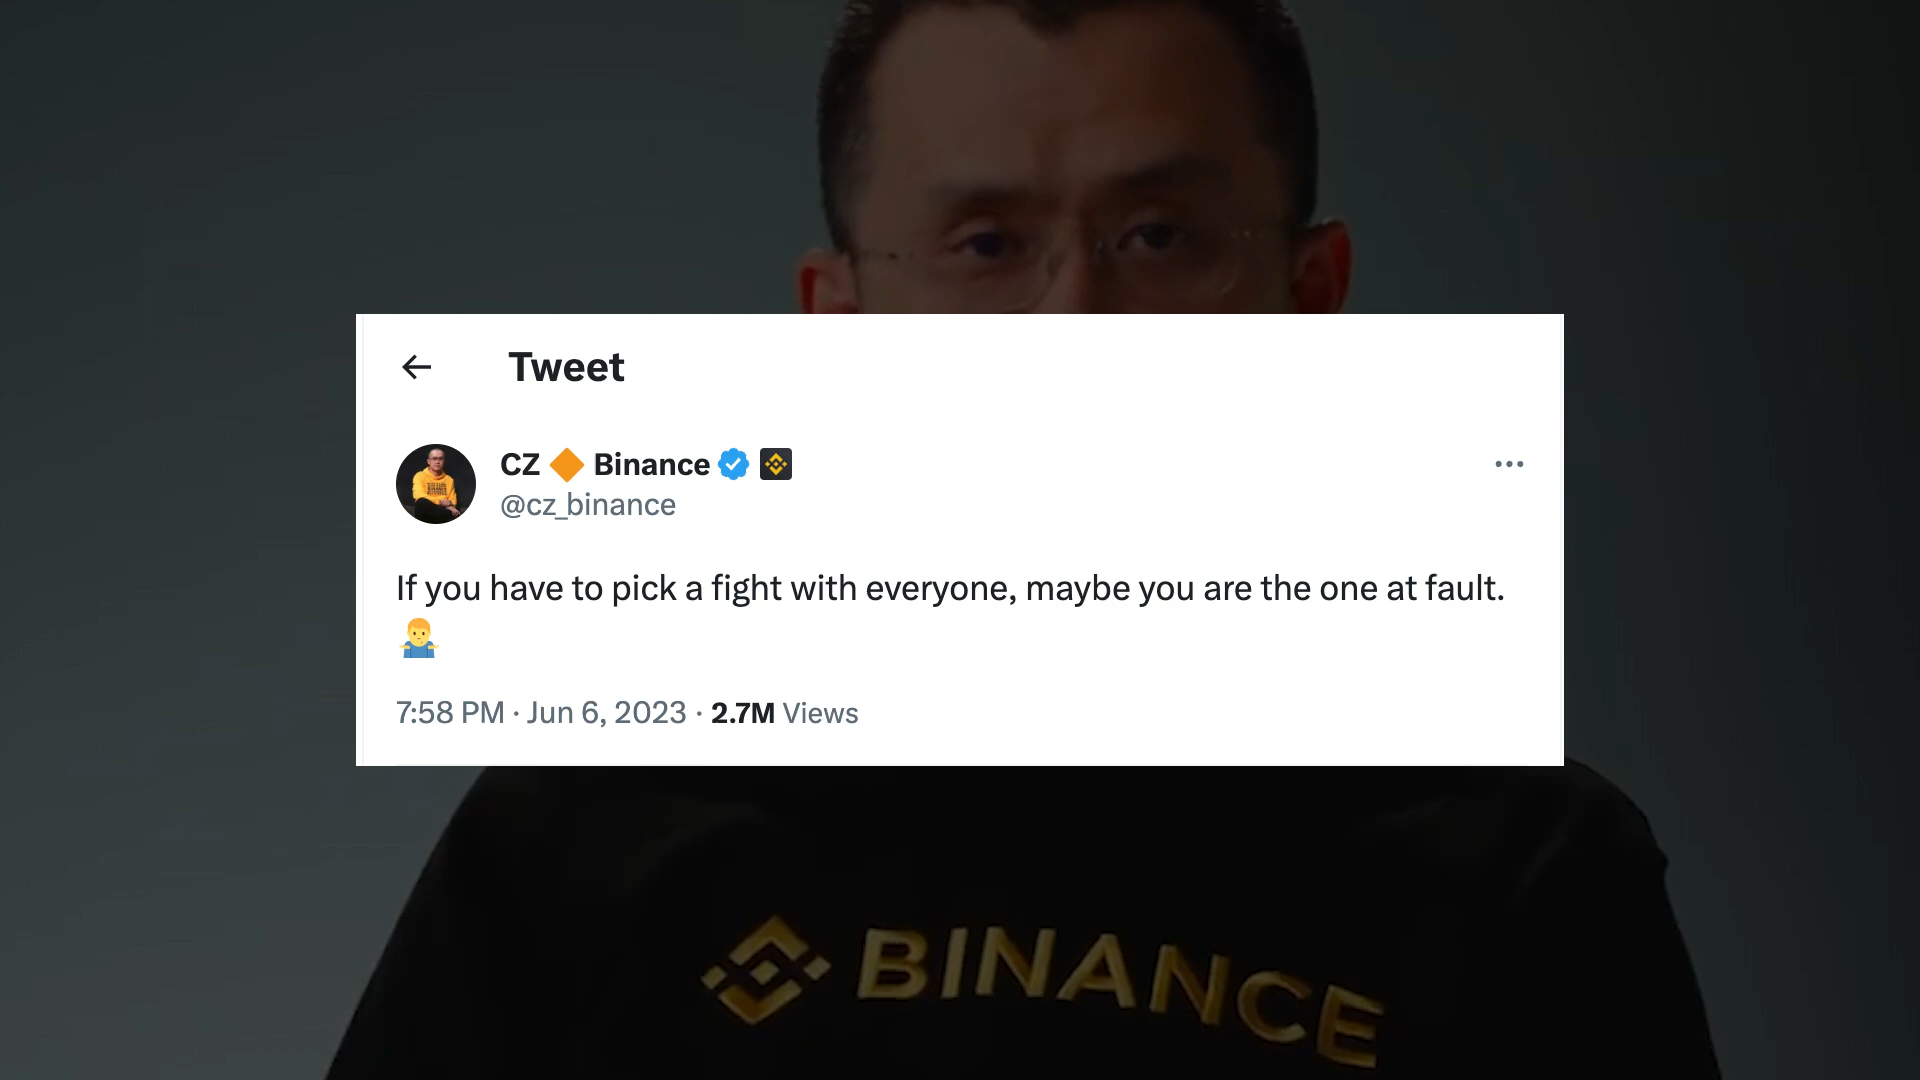 Tweet
CZ 🔶 Binance
@cz_binance
If you have to pick a fight with everyone, maybe you are the one at fault.
🤷‍♂️
7:58 PM · Jun 6, 2023 · 2.7M Views
BINANCE